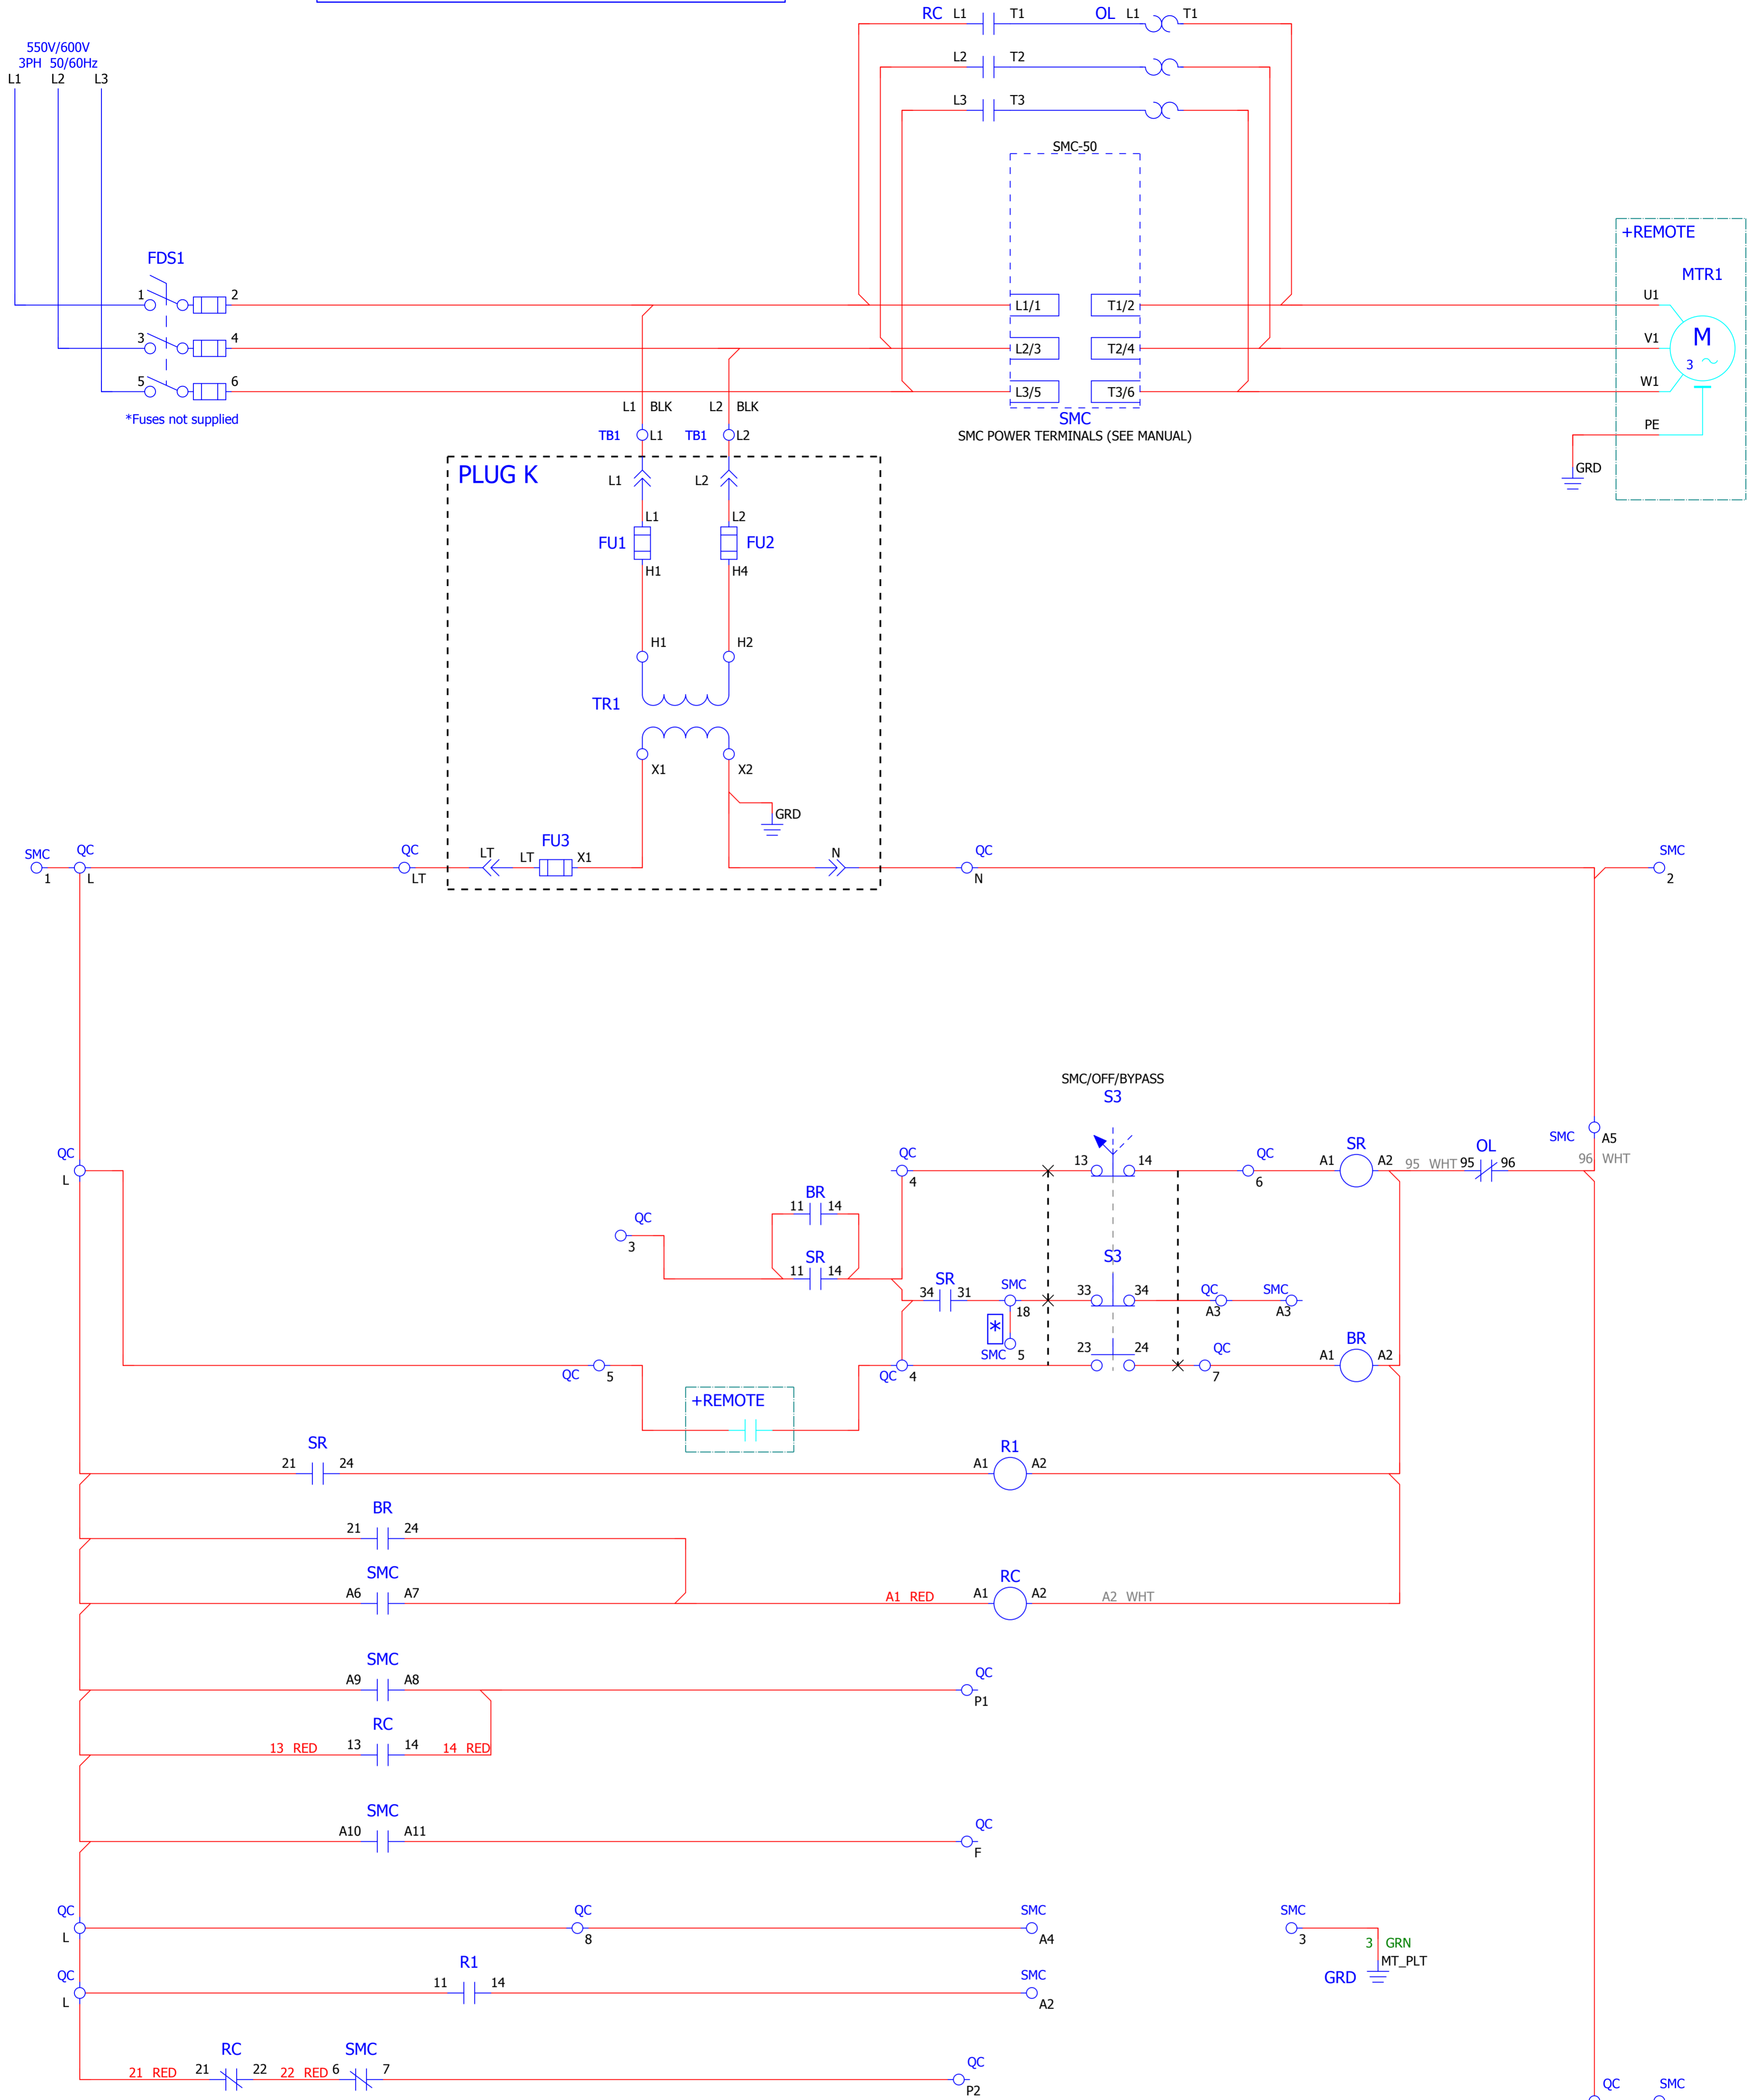 RC L1 T1 OL L1 T1
550V/600V
3PH 50/60Hz
L1 L2 L3
L2 T2
L3 T3
SMC-50
+REMOTE
MTR1
FDS1
1 2
L1/1 T1/2
U1
3 4
L2/3 T2/4
V1
M
3
5 6
L3/5 T3/6
W1
*Fuses not supplied
L1 BLK L2 BLK
SMC
PE
TB1 L1 TB1 L2
SMC POWER TERMINALS (SEE MANUAL)
GRD
PLUG K
L1 L2
L1 L2
FU1 FU2
H1 H4
H1 H2
TR1
X1 X2
GRD
SMC QC QC FU3 QC SMC
LT LT X1 N
1 L LT N 2
SMC/OFF/BYPASS
S3
SMC A5
QC QC 13 14 QC SR OL
A1 A2 95 WHT 95 96 96 WHT
L 4 6
BR
11 14
QC
3
SR S3
11 14
SR SMC
34 31 33 34 QC SMC
18 A3 A3
*
SMC 5
23 24 QC BR
A1 A2
QC 5 QC 4 7
+REMOTE
SR R1
21 24 A1 A2
BR
21 24
SMC RC
A6 A7 A1 RED A1 A2 A2 WHT
SMC QC
A9 A8
P1
RC
13 RED 13 14 14 RED
SMC QC
A10 A11
F
QC QC SMC SMC
L 8 A4 3
3 GRN
MT_PLT
GRD
QC R1 SMC
11 14
L A2
RC SMC QC
21 RED 21 22 22 RED 6 7
P2
QC SMC